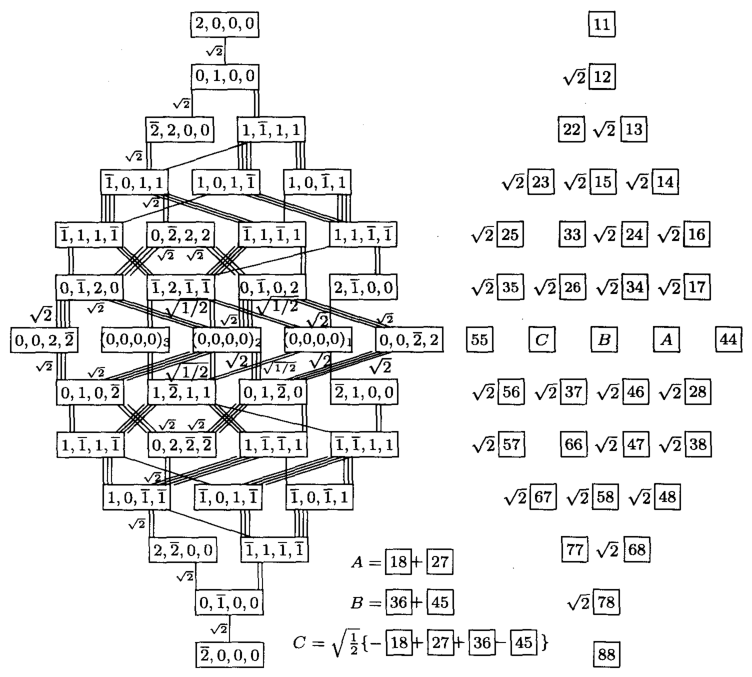 2,0,0,0 11
√2
0,1,0,0 √2 12
√2
2̅,2,0,0 1,1̅,1,1 22 √2 13
√2
1̅,0,1,1 1,0,1,1̅ 1,0,1̅,1 √2 23 √2 15 √2 14
√2
1̅,1,1,1̅ 0,2̅,2,2 1̅,1,1̅,1 1,1,1̅,1̅ √2 25 33 √2 24 √2 16
√2 √2
0,1̅,2,0 1̅,2,1̅,1̅ 0,1̅,0,2 2,1̅,0,0 √2 35 √2 26 √2 34 √2 17
√2 √2 √1/2 √2 √1/2 √2 √2
0,0,2,2̅ (0,0,0,0)₃ (0,0,0,0)₂ (0,0,0,0)₁ 0,0,2̅,2 55 C B A 44
√2 √2 √1/2 √2 √1/2 √2 √2
0,1,0,2̅ 1,2̅,1,1 0,1,2̅,0 2̅,1,0,0 √2 56 √2 37 √2 46 √2 28
√2 √2
1,1̅,1,1̅ 0,2,2̅,2̅ 1,1̅,1̅,1 1̅,1̅,1,1 √2 57 66 √2 47 √2 38
√2
1,0,1̅,1̅ 1̅,0,1,1̅ 1̅,0,1̅,1 √2 67 √2 58 √2 48
√2
2,2̅,0,0 1̅,1,1̅,1̅ 77 √2 68
A = 18 + 27
√2
0,1̅,0,0 B = 36 + 45 √2 78
√2
2̅,0,0,0 C = √½{- 18 + 27 + 36 - 45 } 88